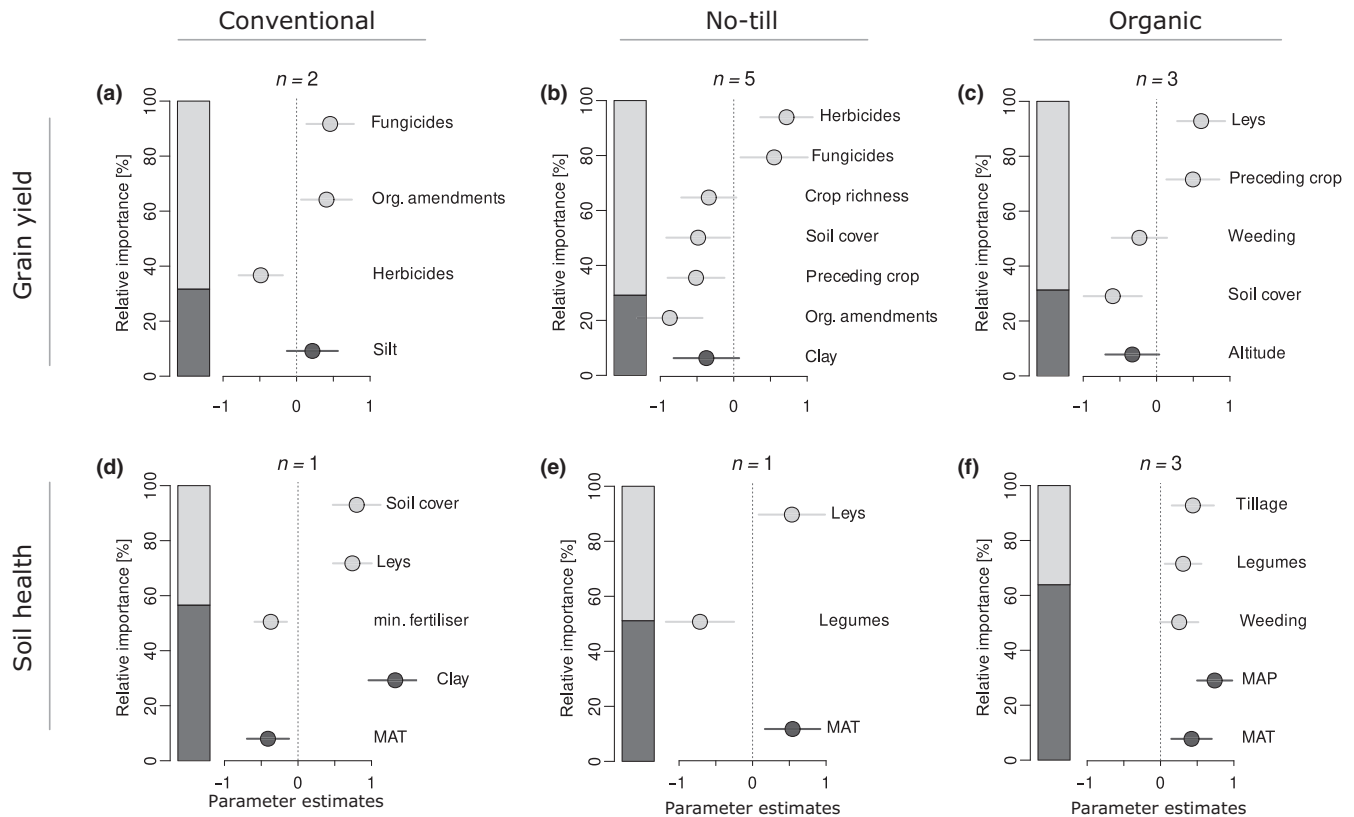 Conventional
No-till
Organic
Grain yield
Soil health
(a)
n = 2
Relative importance [%]
0 20 40 60 80 100
Fungicides
Org. amendments
Herbicides
Silt
−1 0 1
(b)
n = 5
Relative importance [%]
0 20 40 60 80 100
Herbicides
Fungicides
Crop richness
Soil cover
Preceding crop
Org. amendments
Clay
−1 0 1
(c)
n = 3
Relative importance [%]
0 20 40 60 80 100
Leys
Preceding crop
Weeding
Soil cover
Altitude
−1 0 1
(d)
n = 1
Relative importance [%]
0 20 40 60 80 100
Soil cover
Leys
min. fertiliser
Clay
MAT
−1 0 1
Parameter estimates
(e)
n = 1
Relative importance [%]
0 20 40 60 80 100
Leys
Legumes
MAT
−1 0 1
Parameter estimates
(f)
n = 3
Relative importance [%]
0 20 40 60 80 100
Tillage
Legumes
Weeding
MAP
MAT
−1 0 1
Parameter estimates